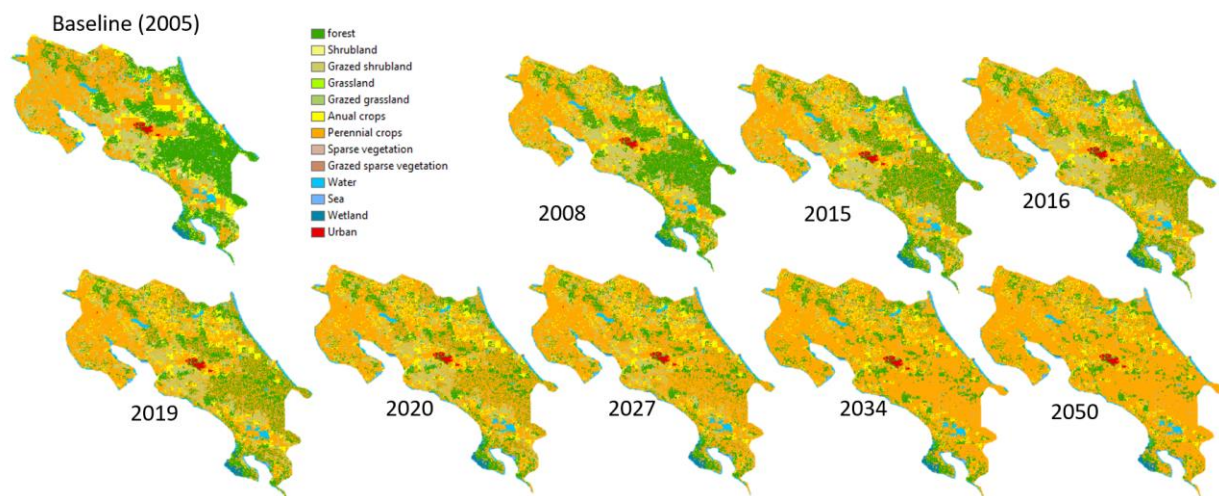 Baseline (2005)
forest
Shrubland
Grazed shrubland
Grassland
Grazed grassland
Anual crops
Perennial crops
Sparse vegetation
Grazed sparse vegetation
Water
Sea
Wetland
Urban
2008
2015
2016
2019
2020
2027
2034
2050